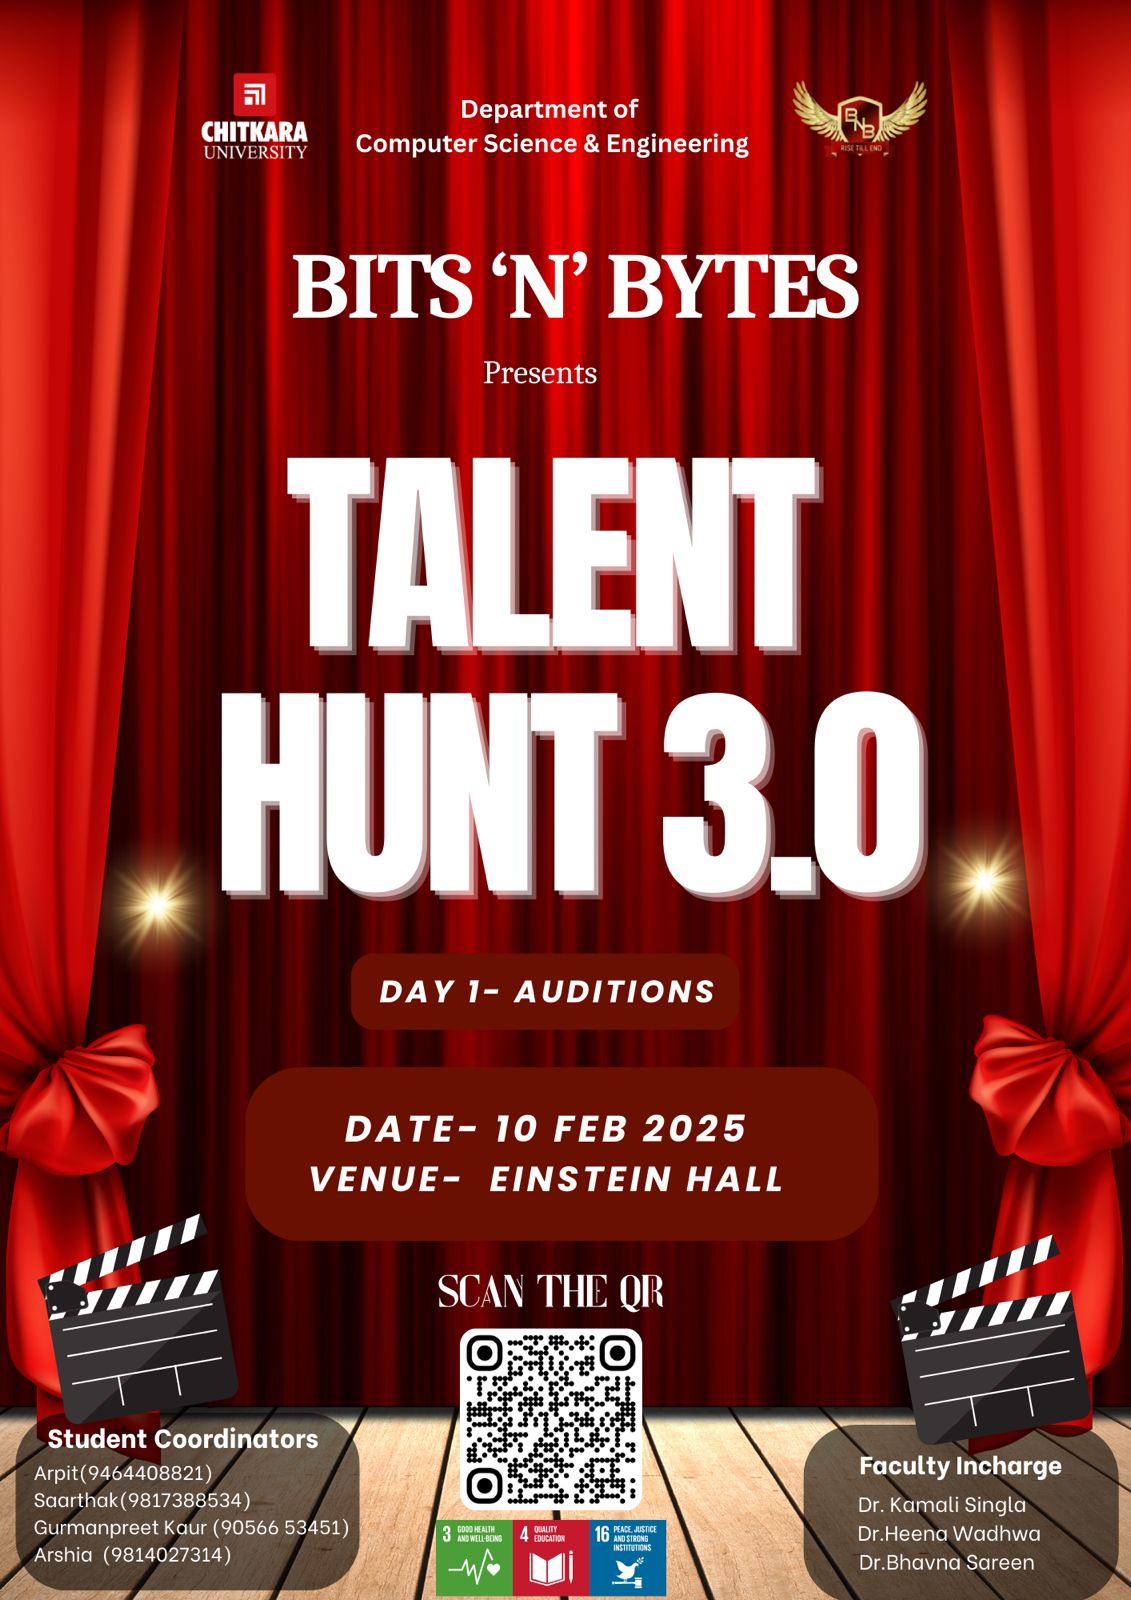 CHITKARA
UNIVERSITY
Department of
Computer Science & Engineering
BNB
RISE TILL END
BITS ‘N’ BYTES
Presents
TALENT
HUNT 3.0
DAY 1- AUDITIONS
DATE- 10 FEB 2025
VENUE- EINSTEIN HALL
SCAN THE QR
Student Coordinators
Arpit(9464408821)
Saarthak(9817388534)
Gurmanpreet Kaur (90566 53451)
Arshia (9814027314)
3 GOOD HEALTH
AND WELL-BEING
4 QUALITY
EDUCATION
16 PEACE, JUSTICE
AND STRONG
INSTITUTIONS
Faculty Incharge
Dr. Kamali Singla
Dr.Heena Wadhwa
Dr.Bhavna Sareen